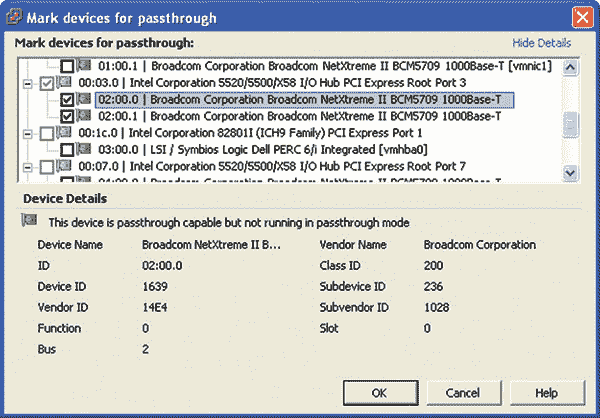 Mark devices for passthrough
Mark devices for passthrough:
Hide Details
01:00.1 | Broadcom Corporation Broadcom NetXtreme II BCM5709 1000Base-T [vmnic1]
00:03.0 | Intel Corporation 5520/5500/X58 I/O Hub PCI Express Root Port 3
02:00.0 | Broadcom Corporation Broadcom NetXtreme II BCM5709 1000Base-T
02:00.1 | Broadcom Corporation Broadcom NetXtreme II BCM5709 1000Base-T
00:1c.0 | Intel Corporation 82801I (ICH9 Family) PCI Express Port 1
03:00.0 | LSI / Symbios Logic Dell PERC 6/i Integrated [vmhba0]
00:07.0 | Intel Corporation 5520/5500/X58 I/O Hub PCI Express Root Port 7
Device Details
This device is passthrough capable but not running in passthrough mode
Device Name Broadcom NetXtreme II B... Vendor Name Broadcom Corporation
ID 02:00.0 Class ID 200
Device ID 1639 Subdevice ID 236
Vendor ID 14E4 Subvendor ID 1028
Function 0 Slot 0
Bus 2
OK Cancel Help